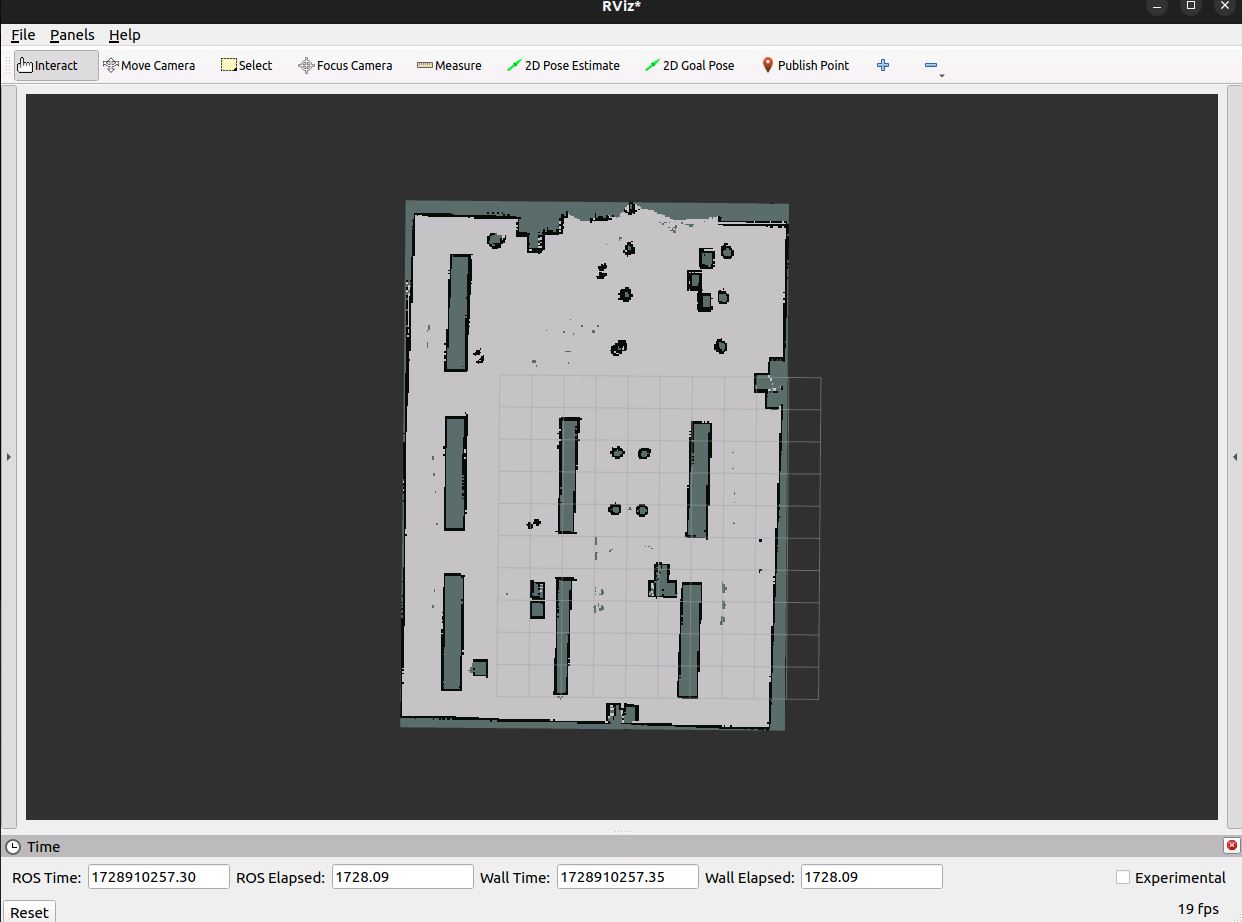 RViz*
File Panels Help
Interact Move Camera Select Focus Camera Measure 2D Pose Estimate 2D Goal Pose Publish Point
Time
ROS Time: 1728910257.30 ROS Elapsed: 1728.09 Wall Time: 1728910257.35 Wall Elapsed: 1728.09 Experimental
Reset 19 fps